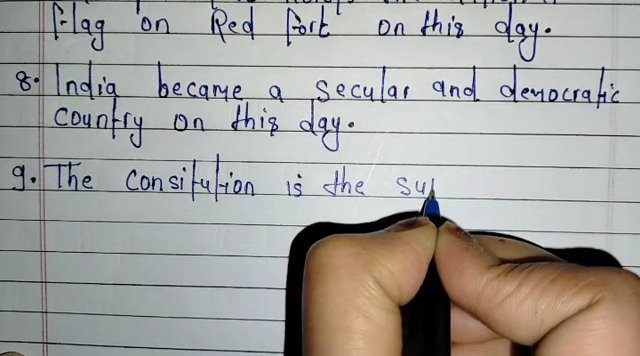 Flag on Red Fort on this day.
8. India became a secular and democratic
country on this day.
9. The Consitution is the su